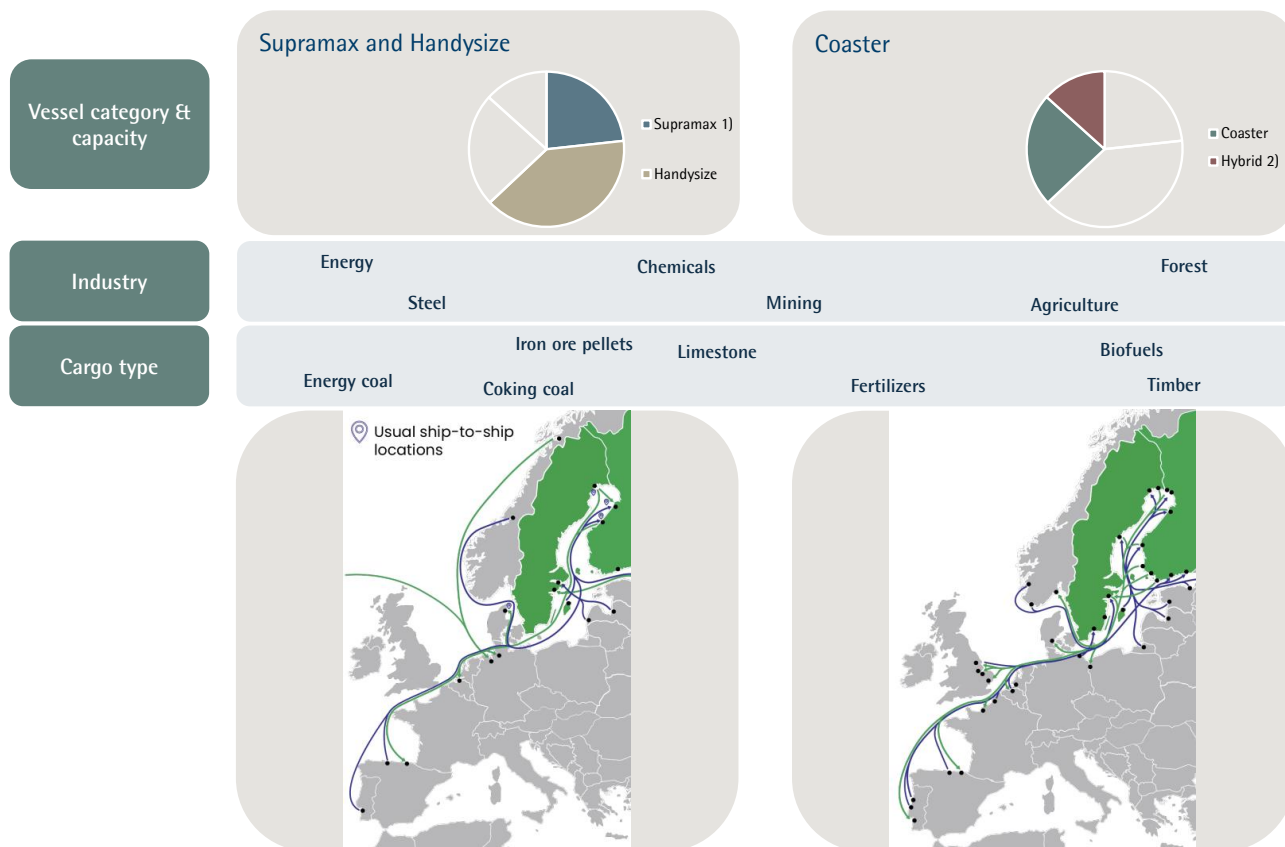 Vessel category &
capacity
Supramax and Handysize
Supramax 1)
Handysize
Coaster
Coaster
Hybrid 2)
Industry
Energy
Chemicals
Forest
Steel
Mining
Agriculture
Cargo type
Iron ore pellets
Limestone
Biofuels
Energy coal
Coking coal
Fertilizers
Timber
Usual ship-to-ship
locations